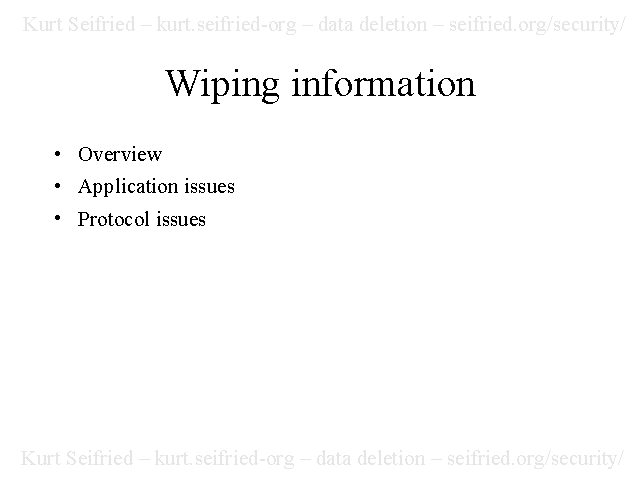 Kurt Seifried – kurt.seifried-org – data deletion – seifried.org/security/
Wiping information
• Overview
• Application issues
• Protocol issues
Kurt Seifried – kurt.seifried-org – data deletion – seifried.org/security/